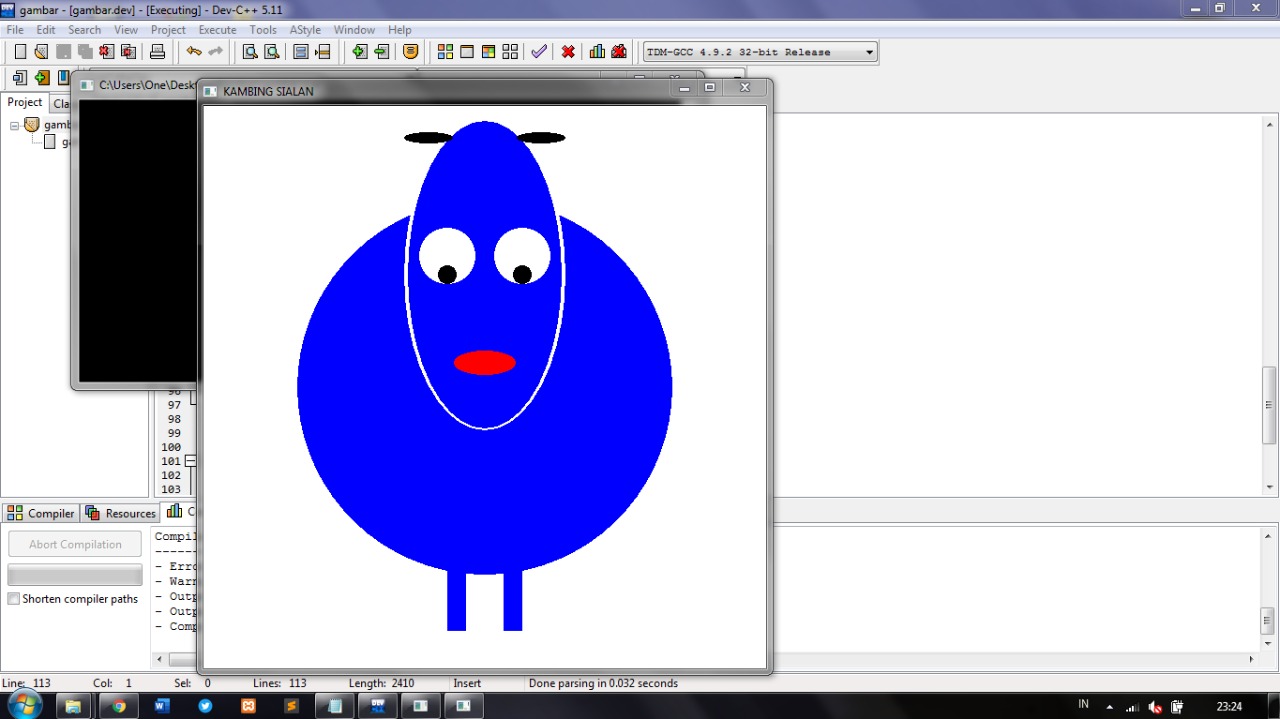 gambar - [gambar.dev] - [Executing] - Dev-C++ 5.11
File Edit Search View Project Execute Tools AStyle Window Help
TDM-GCC 4.9.2 32-bit Release
C:\Users\One\Desk
KAMBING SIALAN
Project Cla
gamb
ga
96
97
98
99
100
101
102
103
Compiler Resources C
Abort Compilation
Shorten compiler paths
Compil
-----
- Erro
- Warn
- Outp
- Outp
- Comp
Line: 113 Col: 1 Sel: 0 Lines: 113 Length: 2410 Insert Done parsing in 0.032 seconds
IN 23:24